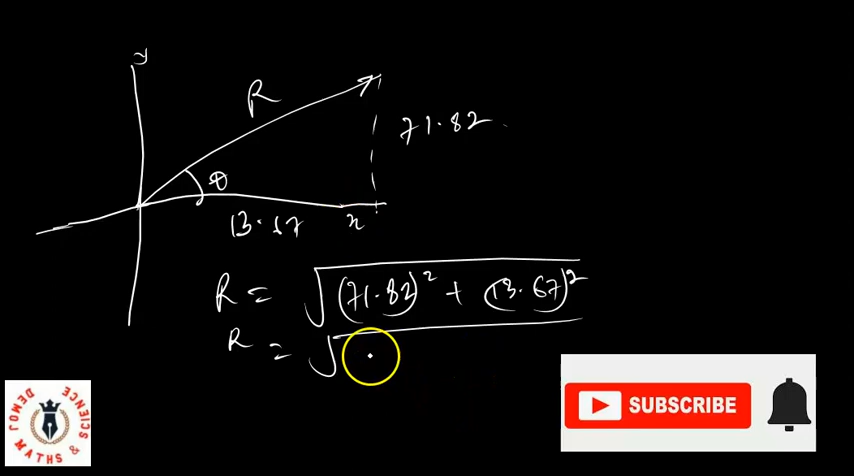 y
R
71.82
θ
13.67
x
R = √(71.82)² + (13.67)²
R = √
SUBSCRIBE
DEMOJ MATHS & SCIENCE